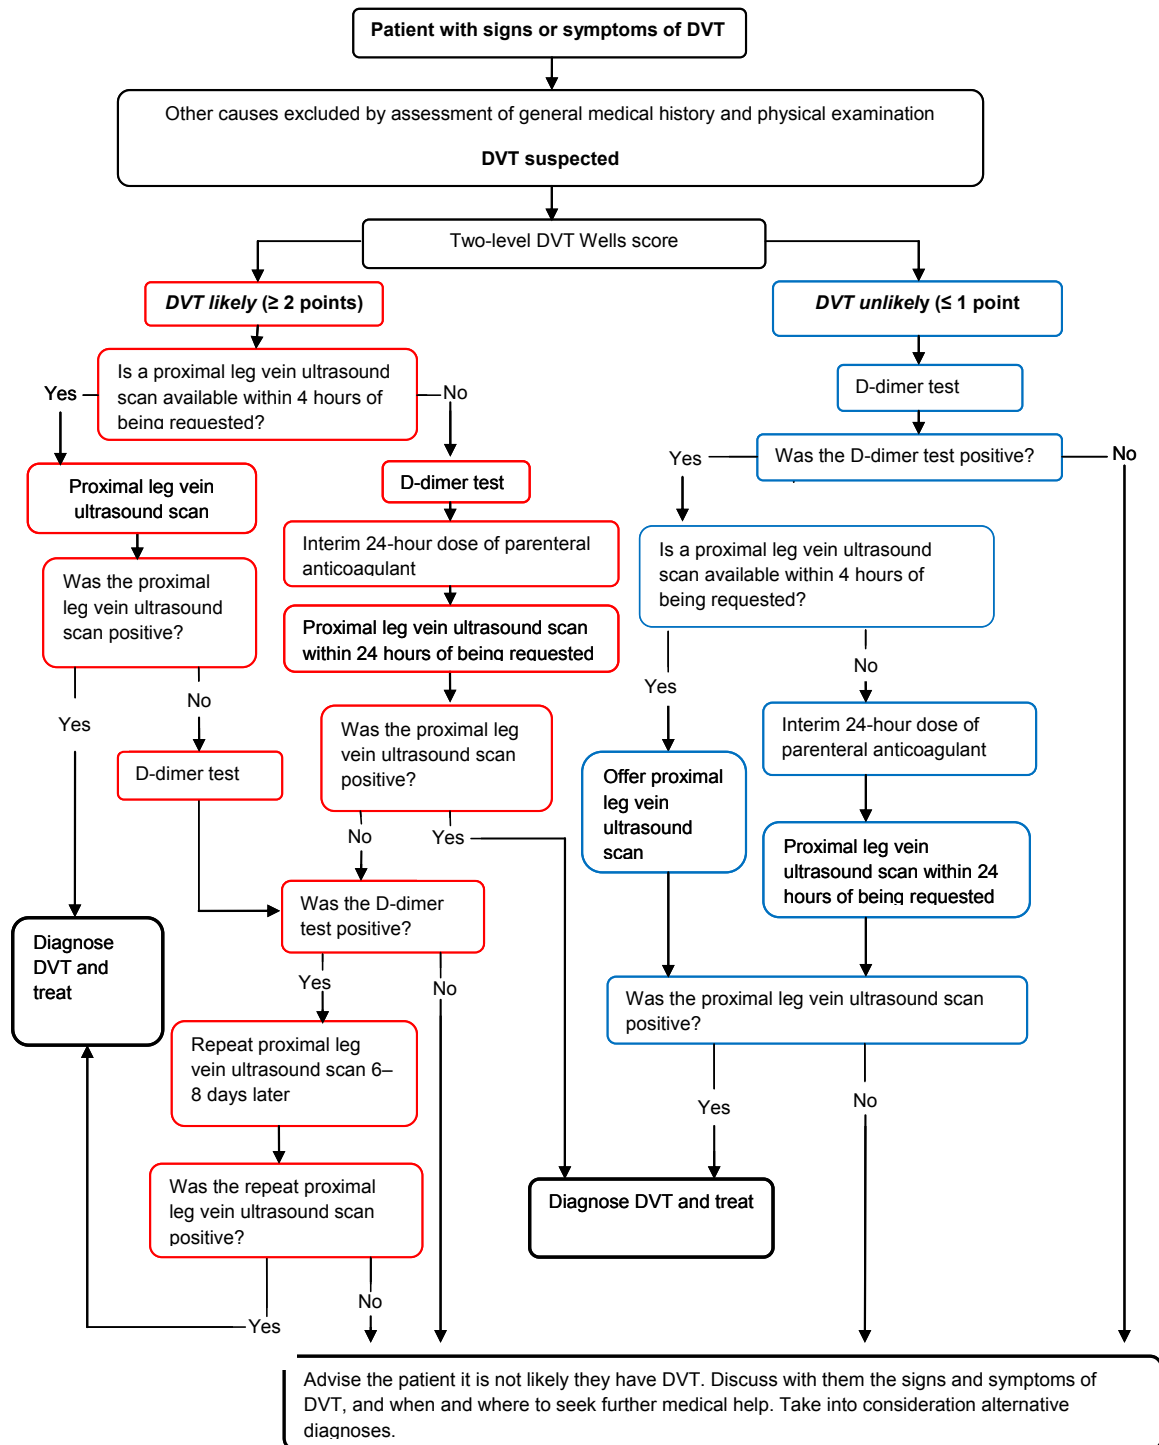 Patient with signs or symptoms of DVT
Other causes excluded by assessment of general medical history and physical examination
DVT suspected
Two-level DVT Wells score
DVT likely (≥ 2 points)
DVT unlikely (≤ 1 point
Is a proximal leg vein ultrasound
scan available within 4 hours of
being requested?
Yes
No
D-dimer test
Was the D-dimer test positive?
Yes
No
Proximal leg vein
ultrasound scan
D-dimer test
Interim 24-hour dose of parenteral
anticoagulant
Is a proximal leg vein ultrasound
scan available within 4 hours of
being requested?
Was the proximal
leg vein ultrasound
scan positive?
Proximal leg vein ultrasound scan
within 24 hours of being requested
Yes
No
Yes
No
Was the proximal leg
vein ultrasound scan
positive?
Interim 24-hour dose of
parenteral anticoagulant
D-dimer test
Offer proximal
leg vein
ultrasound
scan
No
Yes
Proximal leg vein
ultrasound scan within 24
hours of being requested
Was the D-dimer
test positive?
Diagnose
DVT and
treat
Yes
No
Was the proximal leg vein ultrasound scan
positive?
Repeat proximal leg
vein ultrasound scan 6–
8 days later
Yes
No
Was the repeat proximal
leg vein ultrasound scan
positive?
Diagnose DVT and treat
Yes
No
Advise the patient it is not likely they have DVT. Discuss with them the signs and symptoms of
DVT, and when and where to seek further medical help. Take into consideration alternative
diagnoses.